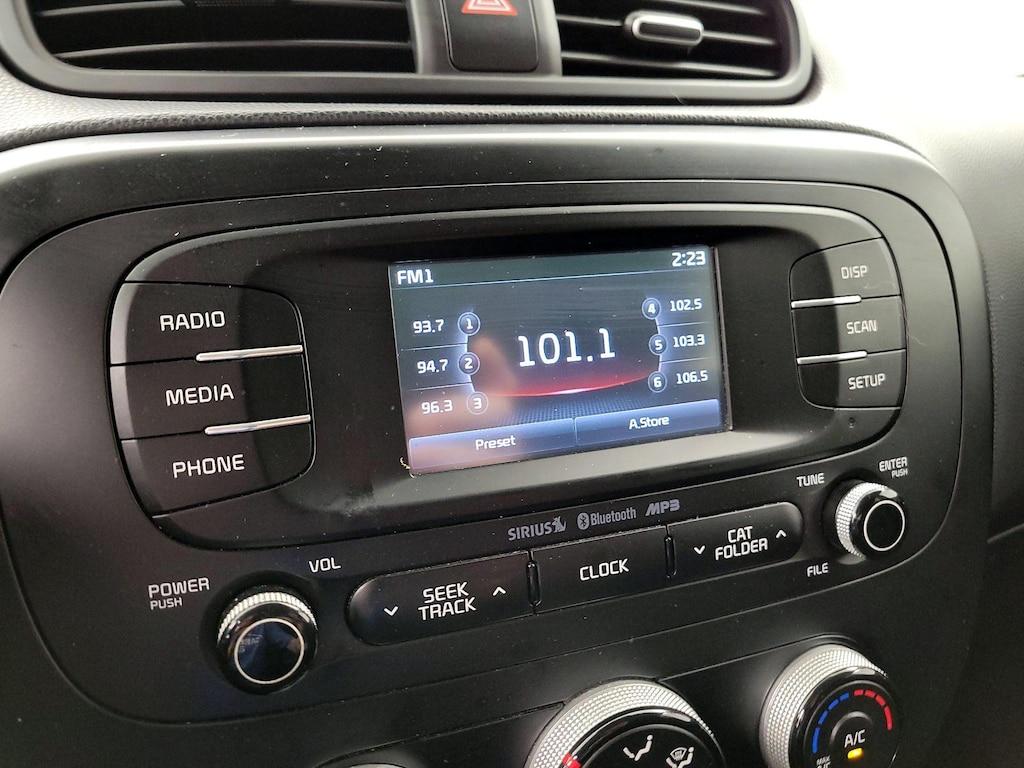 FM1
2:23
93.7 1
94.7 2
96.3 3
101.1
4 102.5
5 103.3
6 106.5
Preset
A.Store
RADIO
MEDIA
PHONE
DISP
SCAN
SETUP
SIRIUS Bluetooth MP3
TUNE
ENTER
PUSH
FILE
POWER
PUSH
VOL
SEEK
TRACK
CLOCK
CAT
FOLDER
A/C
MAX
A/C